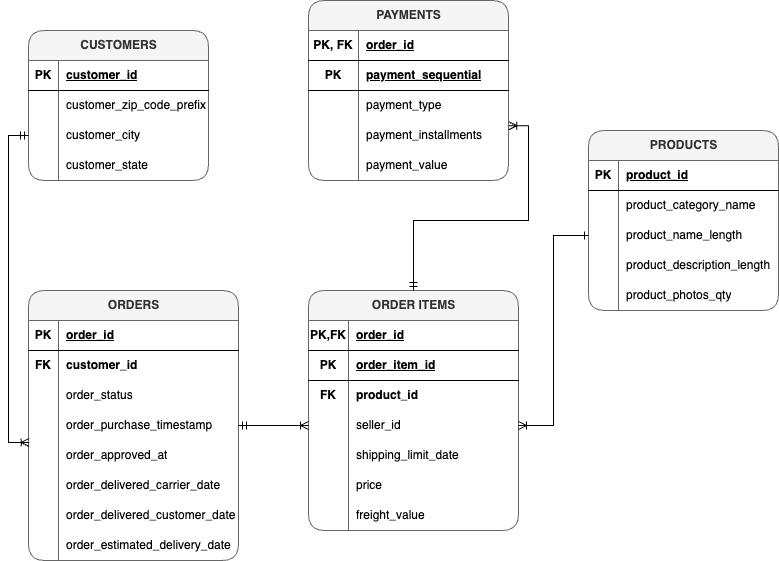 CUSTOMERS
PK customer_id
customer_zip_code_prefix
customer_city
customer_state
PAYMENTS
PK, FK order_id
PK payment_sequential
payment_type
payment_installments
payment_value
PRODUCTS
PK product_id
product_category_name
product_name_length
product_description_length
product_photos_qty
ORDERS
PK order_id
FK customer_id
order_status
order_purchase_timestamp
order_approved_at
order_delivered_carrier_date
order_delivered_customer_date
order_estimated_delivery_date
ORDER ITEMS
PK,FK order_id
PK order_item_id
FK product_id
seller_id
shipping_limit_date
price
freight_value